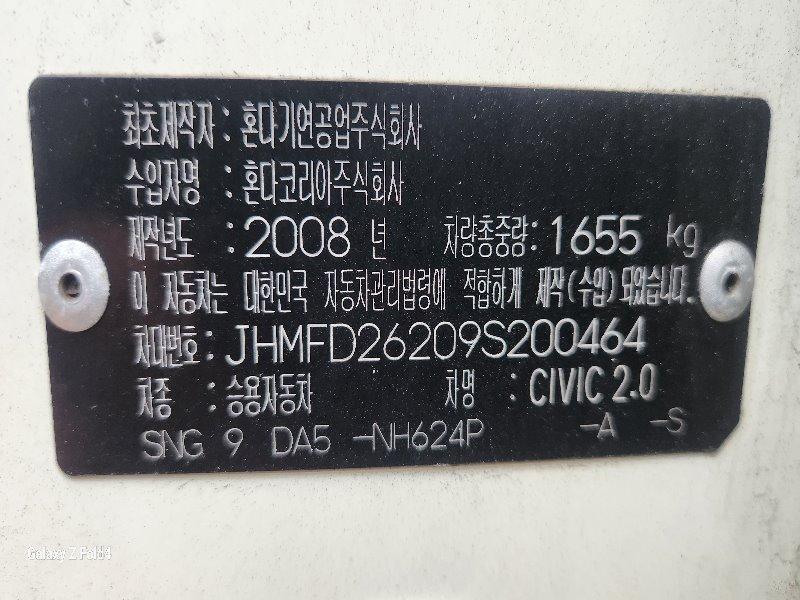 최초제작자 : 혼다기연공업주식회사
수입자명 : 혼다코리아주식회사
제작년도 : 2008 년 차량총중량 : 1655 kg
이 자동차는 대한민국 자동차관리법령에 적합하게 제작(수입)되었습니다.
차대번호 : JHMFD26209S200464
차종 : 승용자동차 차명 : CIVIC 2.0
SNG 9 DA5 -NH624P -A -S
Galaxy Z Fold4